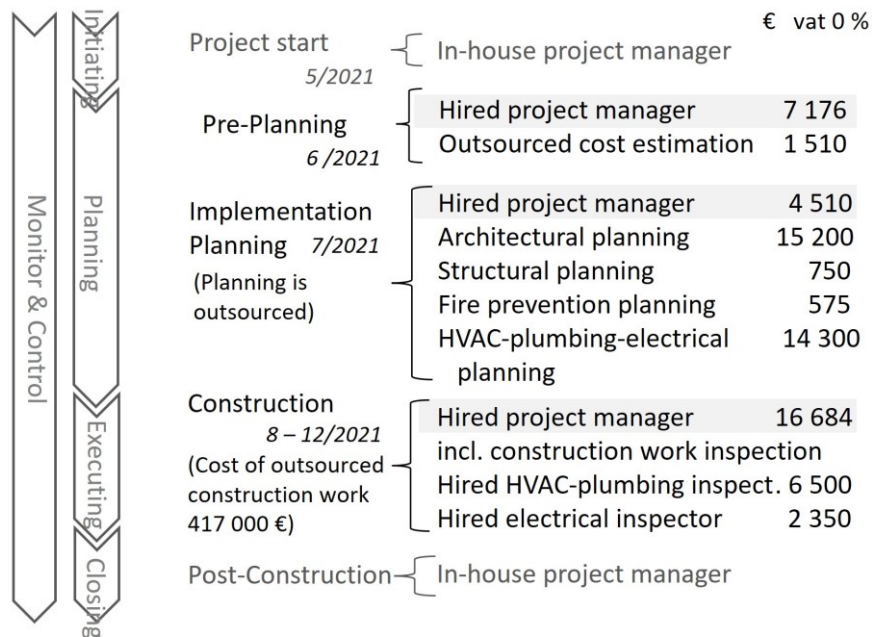 € vat 0 %
Initiating
Project start
5/2021
In-house project manager
Pre-Planning
6 /2021
Hired project manager 7 176
Outsourced cost estimation 1 510
Monitor & Control
Planning
Implementation
Planning 7/2021
(Planning is
outsourced)
Hired project manager 4 510
Architectural planning 15 200
Structural planning 750
Fire prevention planning 575
HVAC-plumbing-electrical 14 300
planning
Executing
Construction
8 – 12/2021
(Cost of outsourced
construction work
417 000 €)
Hired project manager 16 684
incl. construction work inspection
Hired HVAC-plumbing inspect. 6 500
Hired electrical inspector 2 350
Closing
Post-Construction
In-house project manager